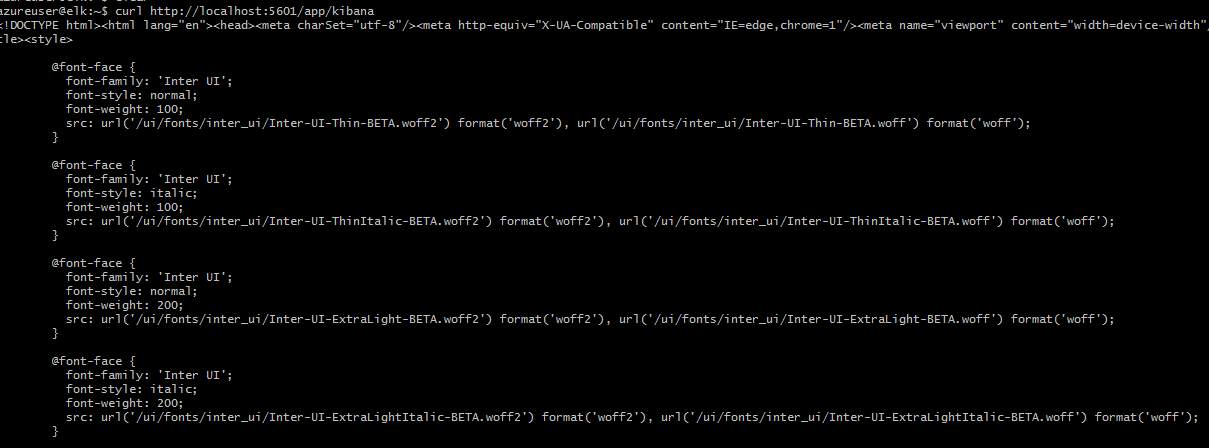 azureuser@elk:~$ curl http://localhost:5601/app/kibana
<!DOCTYPE html><html lang="en"><head><meta charSet="utf-8"/><meta http-equiv="X-UA-Compatible" content="IE=edge,chrome=1"/><meta name="viewport" content="width=device-width"/
tle><style>
@font-face {
font-family: 'Inter UI';
font-style: normal;
font-weight: 100;
src: url('/ui/fonts/inter_ui/Inter-UI-Thin-BETA.woff2') format('woff2'), url('/ui/fonts/inter_ui/Inter-UI-Thin-BETA.woff') format('woff');
}
@font-face {
font-family: 'Inter UI';
font-style: italic;
font-weight: 100;
src: url('/ui/fonts/inter_ui/Inter-UI-ThinItalic-BETA.woff2') format('woff2'), url('/ui/fonts/inter_ui/Inter-UI-ThinItalic-BETA.woff') format('woff');
}
@font-face {
font-family: 'Inter UI';
font-style: normal;
font-weight: 200;
src: url('/ui/fonts/inter_ui/Inter-UI-ExtraLight-BETA.woff2') format('woff2'), url('/ui/fonts/inter_ui/Inter-UI-ExtraLight-BETA.woff') format('woff');
}
@font-face {
font-family: 'Inter UI';
font-style: italic;
font-weight: 200;
src: url('/ui/fonts/inter_ui/Inter-UI-ExtraLightItalic-BETA.woff2') format('woff2'), url('/ui/fonts/inter_ui/Inter-UI-ExtraLightItalic-BETA.woff') format('woff');
}